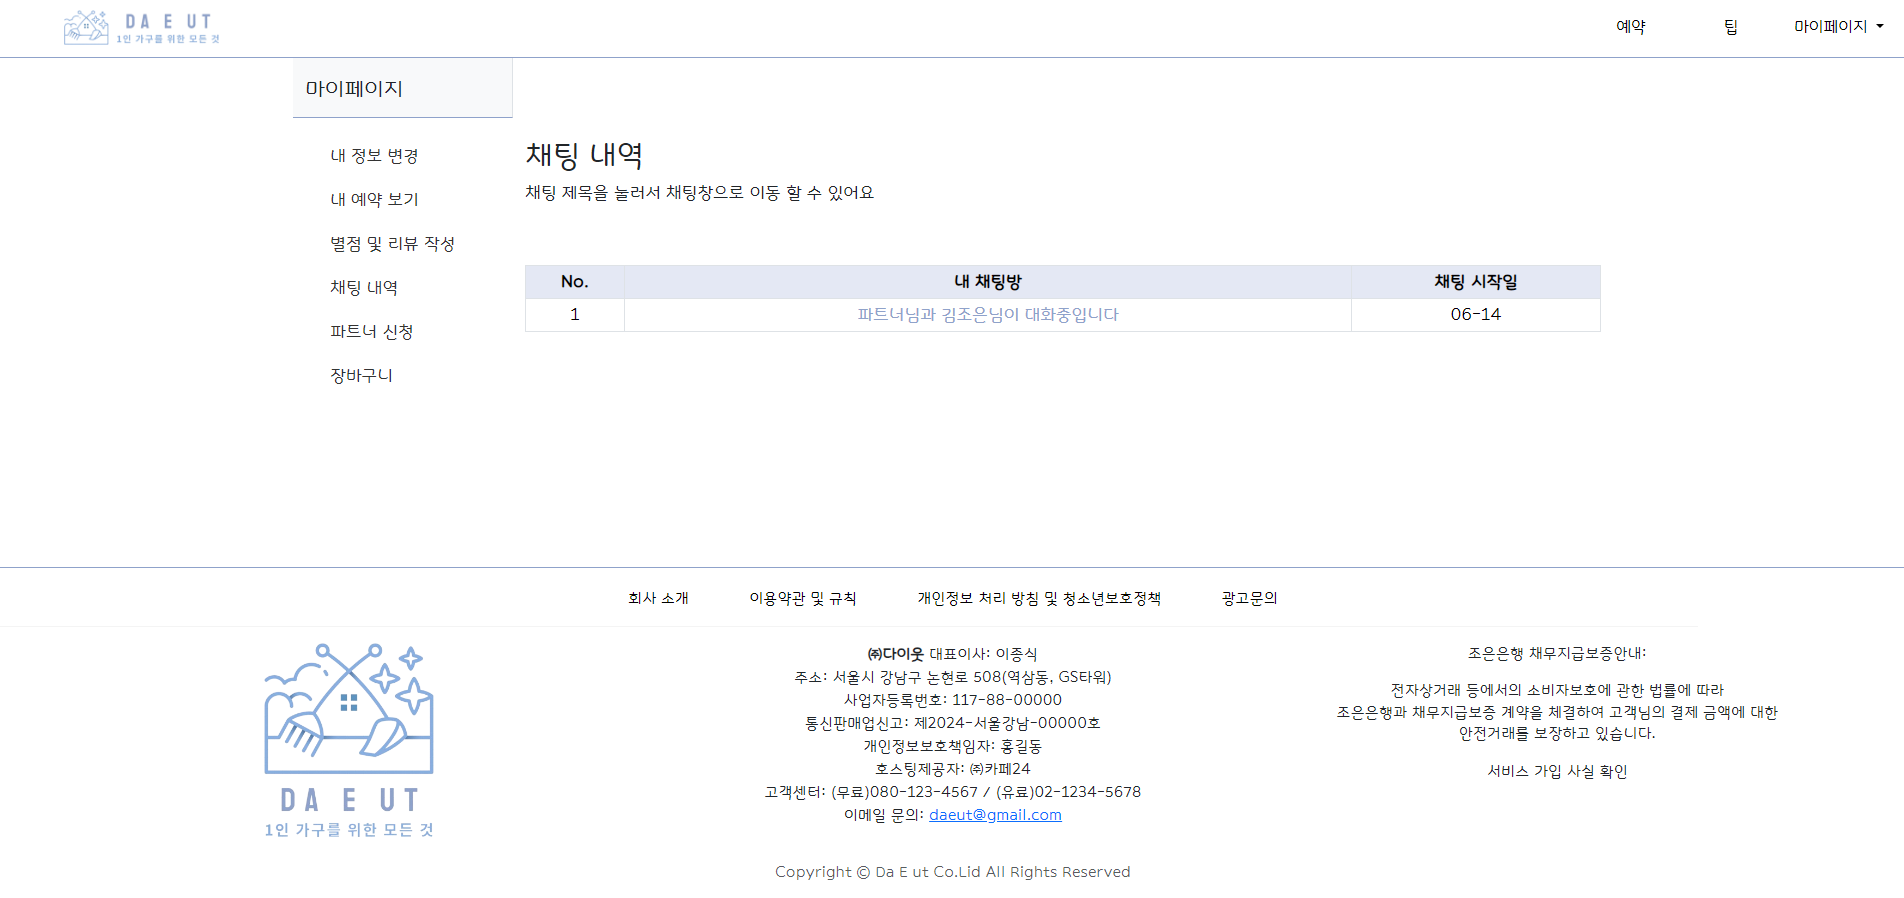 DA E UT
1인 가구를 위한 모든 것
예약 팁 마이페이지
마이페이지
내 정보 변경
내 예약 보기
별점 및 리뷰 작성
채팅 내역
파트너 신청
장바구니
채팅 내역
채팅 제목을 눌러서 채팅창으로 이동 할 수 있어요
No. 내 채팅방 채팅 시작일
1 파트너님과 김조은님이 대화중입니다 06-14
회사 소개 이용약관 및 규칙 개인정보 처리 방침 및 청소년보호정책 광고문의
DA E UT
1인 가구를 위한 모든 것
㈜다이웃 대표이사: 이종식
주소: 서울시 강남구 논현로 508(역삼동, GS타워)
사업자등록번호: 117-88-00000
통신판매업신고: 제2024-서울강남-00000호
개인정보보호책임자: 홍길동
호스팅제공자: ㈜카페24
고객센터: (무료)080-123-4567 / (유료)02-1234-5678
이메일 문의: daeut@gmail.com
조은은행 채무지급보증안내:
전자상거래 등에서의 소비자보호에 관한 법률에 따라
조은은행과 채무지급보증 계약을 체결하여 고객님의 결제 금액에 대한
안전거래를 보장하고 있습니다.
서비스 가입 사실 확인
Copyright © Da E ut Co.Lid All Rights Reserved